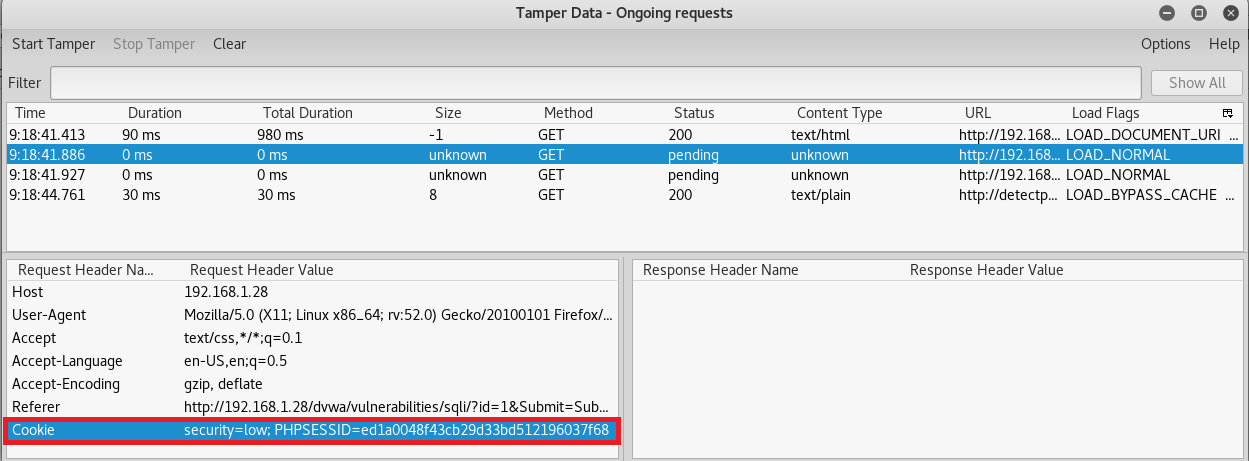 Tamper Data - Ongoing requests
Start Tamper Stop Tamper Clear Options Help
Filter Show All
Time Duration Total Duration Size Method Status Content Type URL Load Flags
9:18:41.413 90 ms 980 ms -1 GET 200 text/html http://192.168... LOAD_DOCUMENT_URI ...
9:18:41.886 0 ms 0 ms unknown GET pending unknown http://192.168... LOAD_NORMAL
9:18:41.927 0 ms 0 ms unknown GET pending unknown http://192.168... LOAD_NORMAL
9:18:44.761 30 ms 30 ms 8 GET 200 text/plain http://detectp... LOAD_BYPASS_CACHE ...
Request Header Na... Request Header Value Response Header Name Response Header Value
Host 192.168.1.28
User-Agent Mozilla/5.0 (X11; Linux x86_64; rv:52.0) Gecko/20100101 Firefox/...
Accept text/css,*/*;q=0.1
Accept-Language en-US,en;q=0.5
Accept-Encoding gzip, deflate
Referer http://192.168.1.28/dvwa/vulnerabilities/sqli/?id=1&Submit=Sub...
Cookie security=low; PHPSESSID=ed1a0048f43cb29d33bd512196037f68